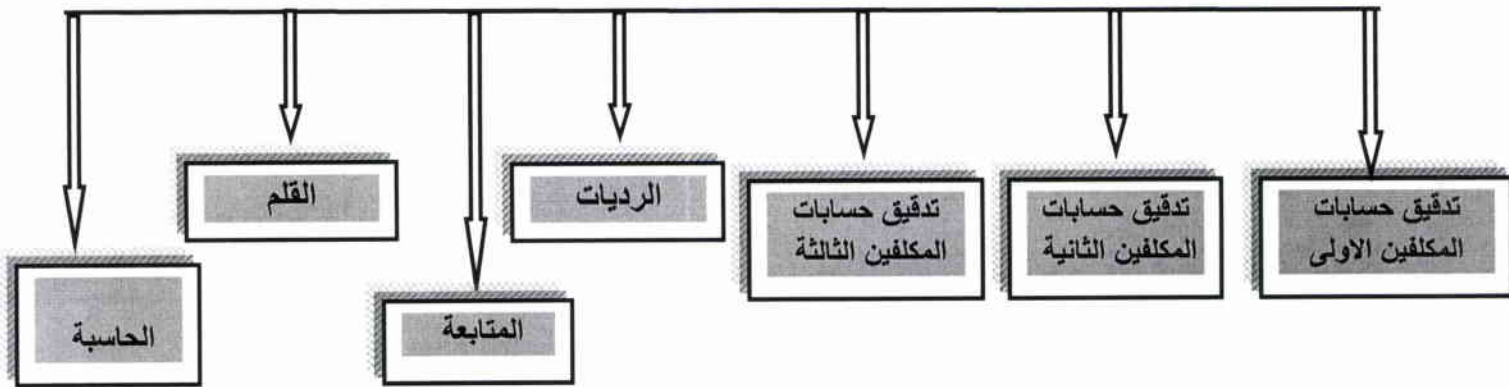 تدقيق حسابات
المكلفين الاولى
تدقيق حسابات
المكلفين الثانية
تدقيق حسابات
المكلفين الثالثة
الرديات
المتابعة
القلم
الحاسبة